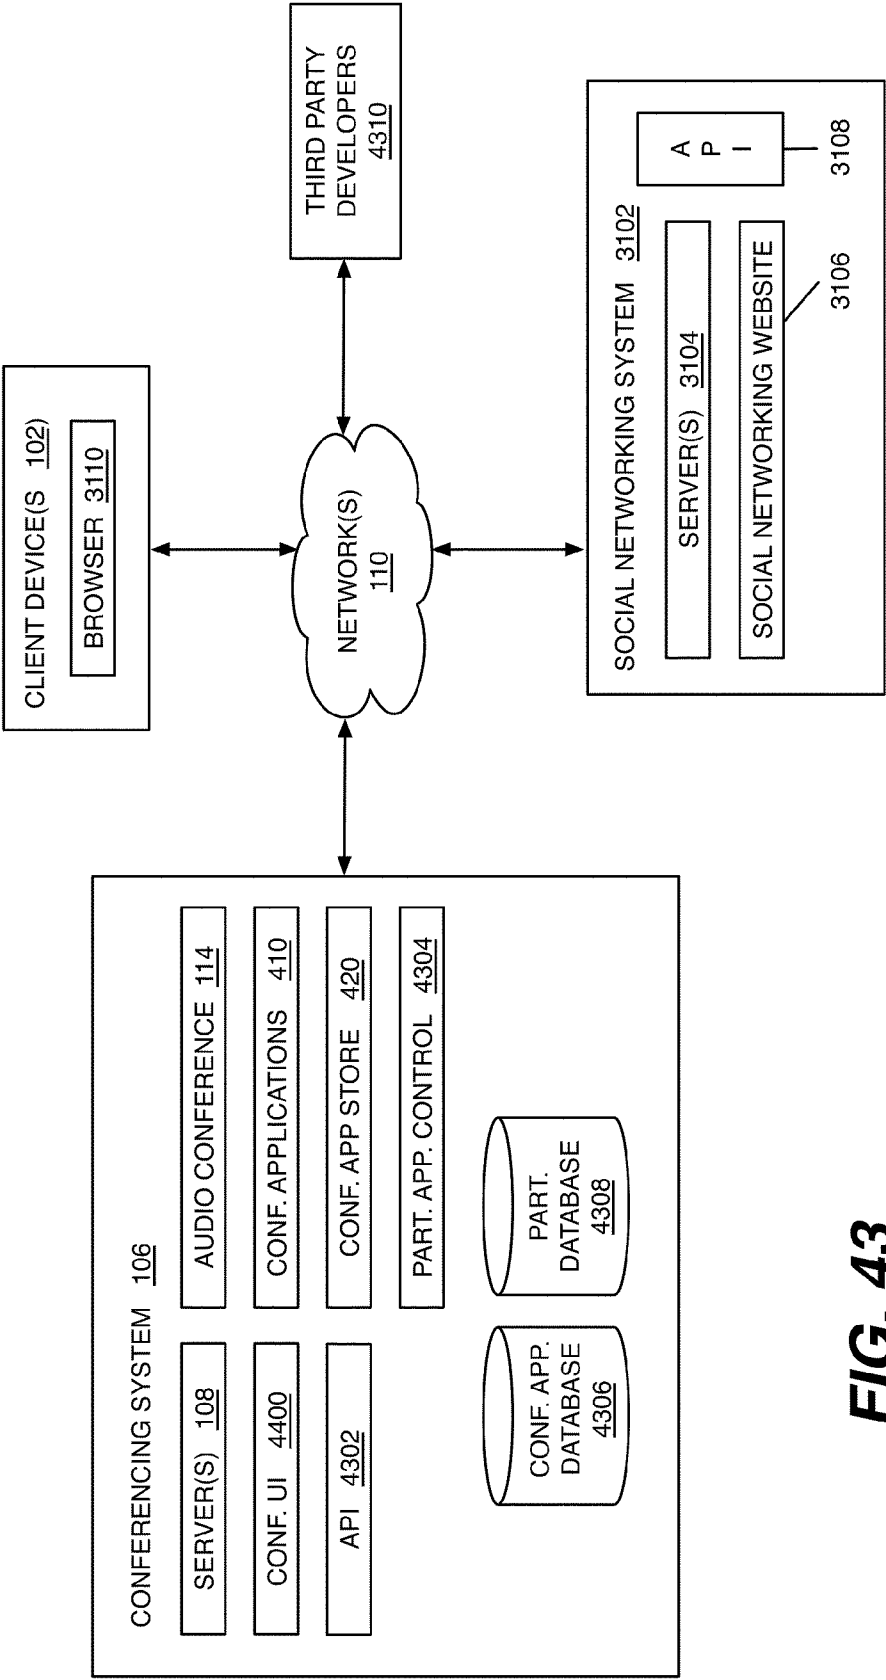 CLIENT DEVICE(S 102)
BROWSER 3110
THIRD PARTY
DEVELOPERS
4310
NETWORK(S)
110
CONFERENCING SYSTEM 106
SERVER(S) 108
AUDIO CONFERENCE 114
CONF. UI 4400
CONF. APPLICATIONS 410
API 4302
CONF. APP STORE 420
PART. APP. CONTROL 4304
CONF. APP.
DATABASE
4306
PART.
DATABASE
4308
SOCIAL NETWORKING SYSTEM 3102
SERVER(S) 3104
SOCIAL NETWORKING WEBSITE
3106
A
P
I
3108
FIG. 43